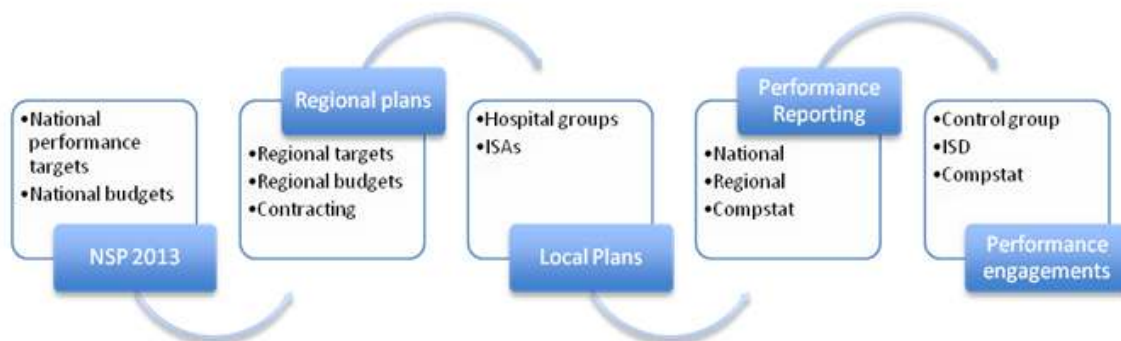 •National
performance
targets
•National budgets
NSP 2013
Regional plans
•Regional targets
•Regional budgets
•Contracting
•Hospital groups
•ISAs
Local Plans
Performance
Reporting
•National
•Regional
•Compstat
•Control group
•ISD
•Compstat
Performance
engagements